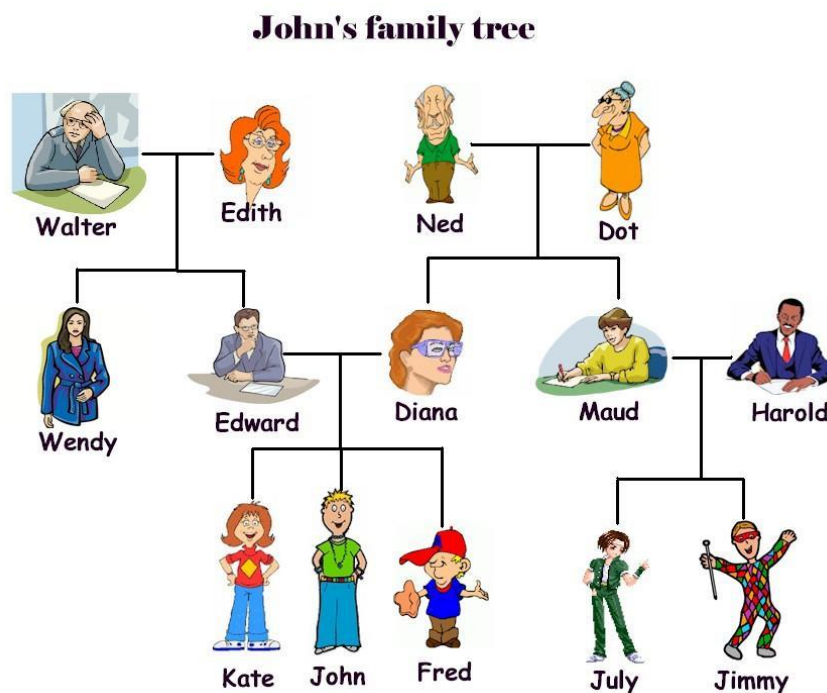 John's family tree
Walter
Edith
Ned
Dot
Wendy
Edward
Diana
Maud
Harold
Kate
John
Fred
July
Jimmy